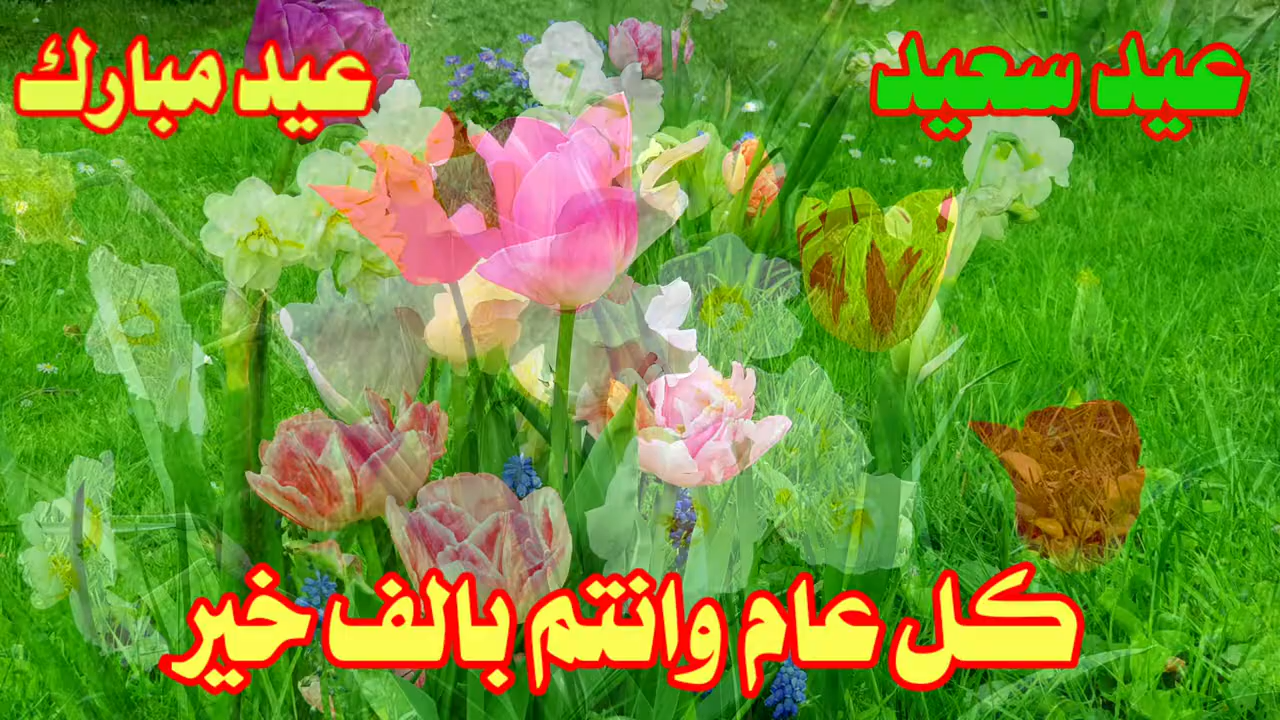 عيد سعيد
عيد مبارك
كل عام وانتم بالف خير